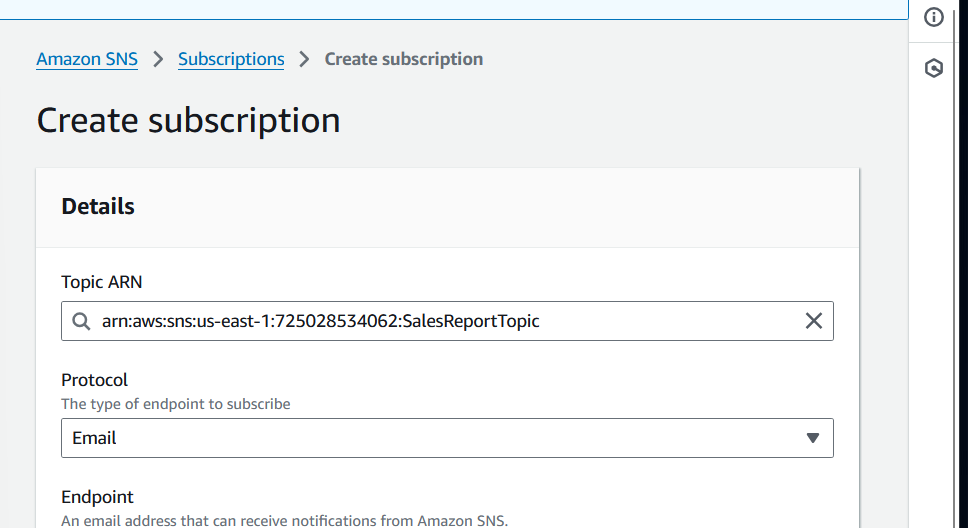 Amazon SNS > Subscriptions > Create subscription
Create subscription
Details
Topic ARN
arn:aws:sns:us-east-1:725028534062:SalesReportTopic
Protocol
The type of endpoint to subscribe
Email
Endpoint
An email address that can receive notifications from Amazon SNS.